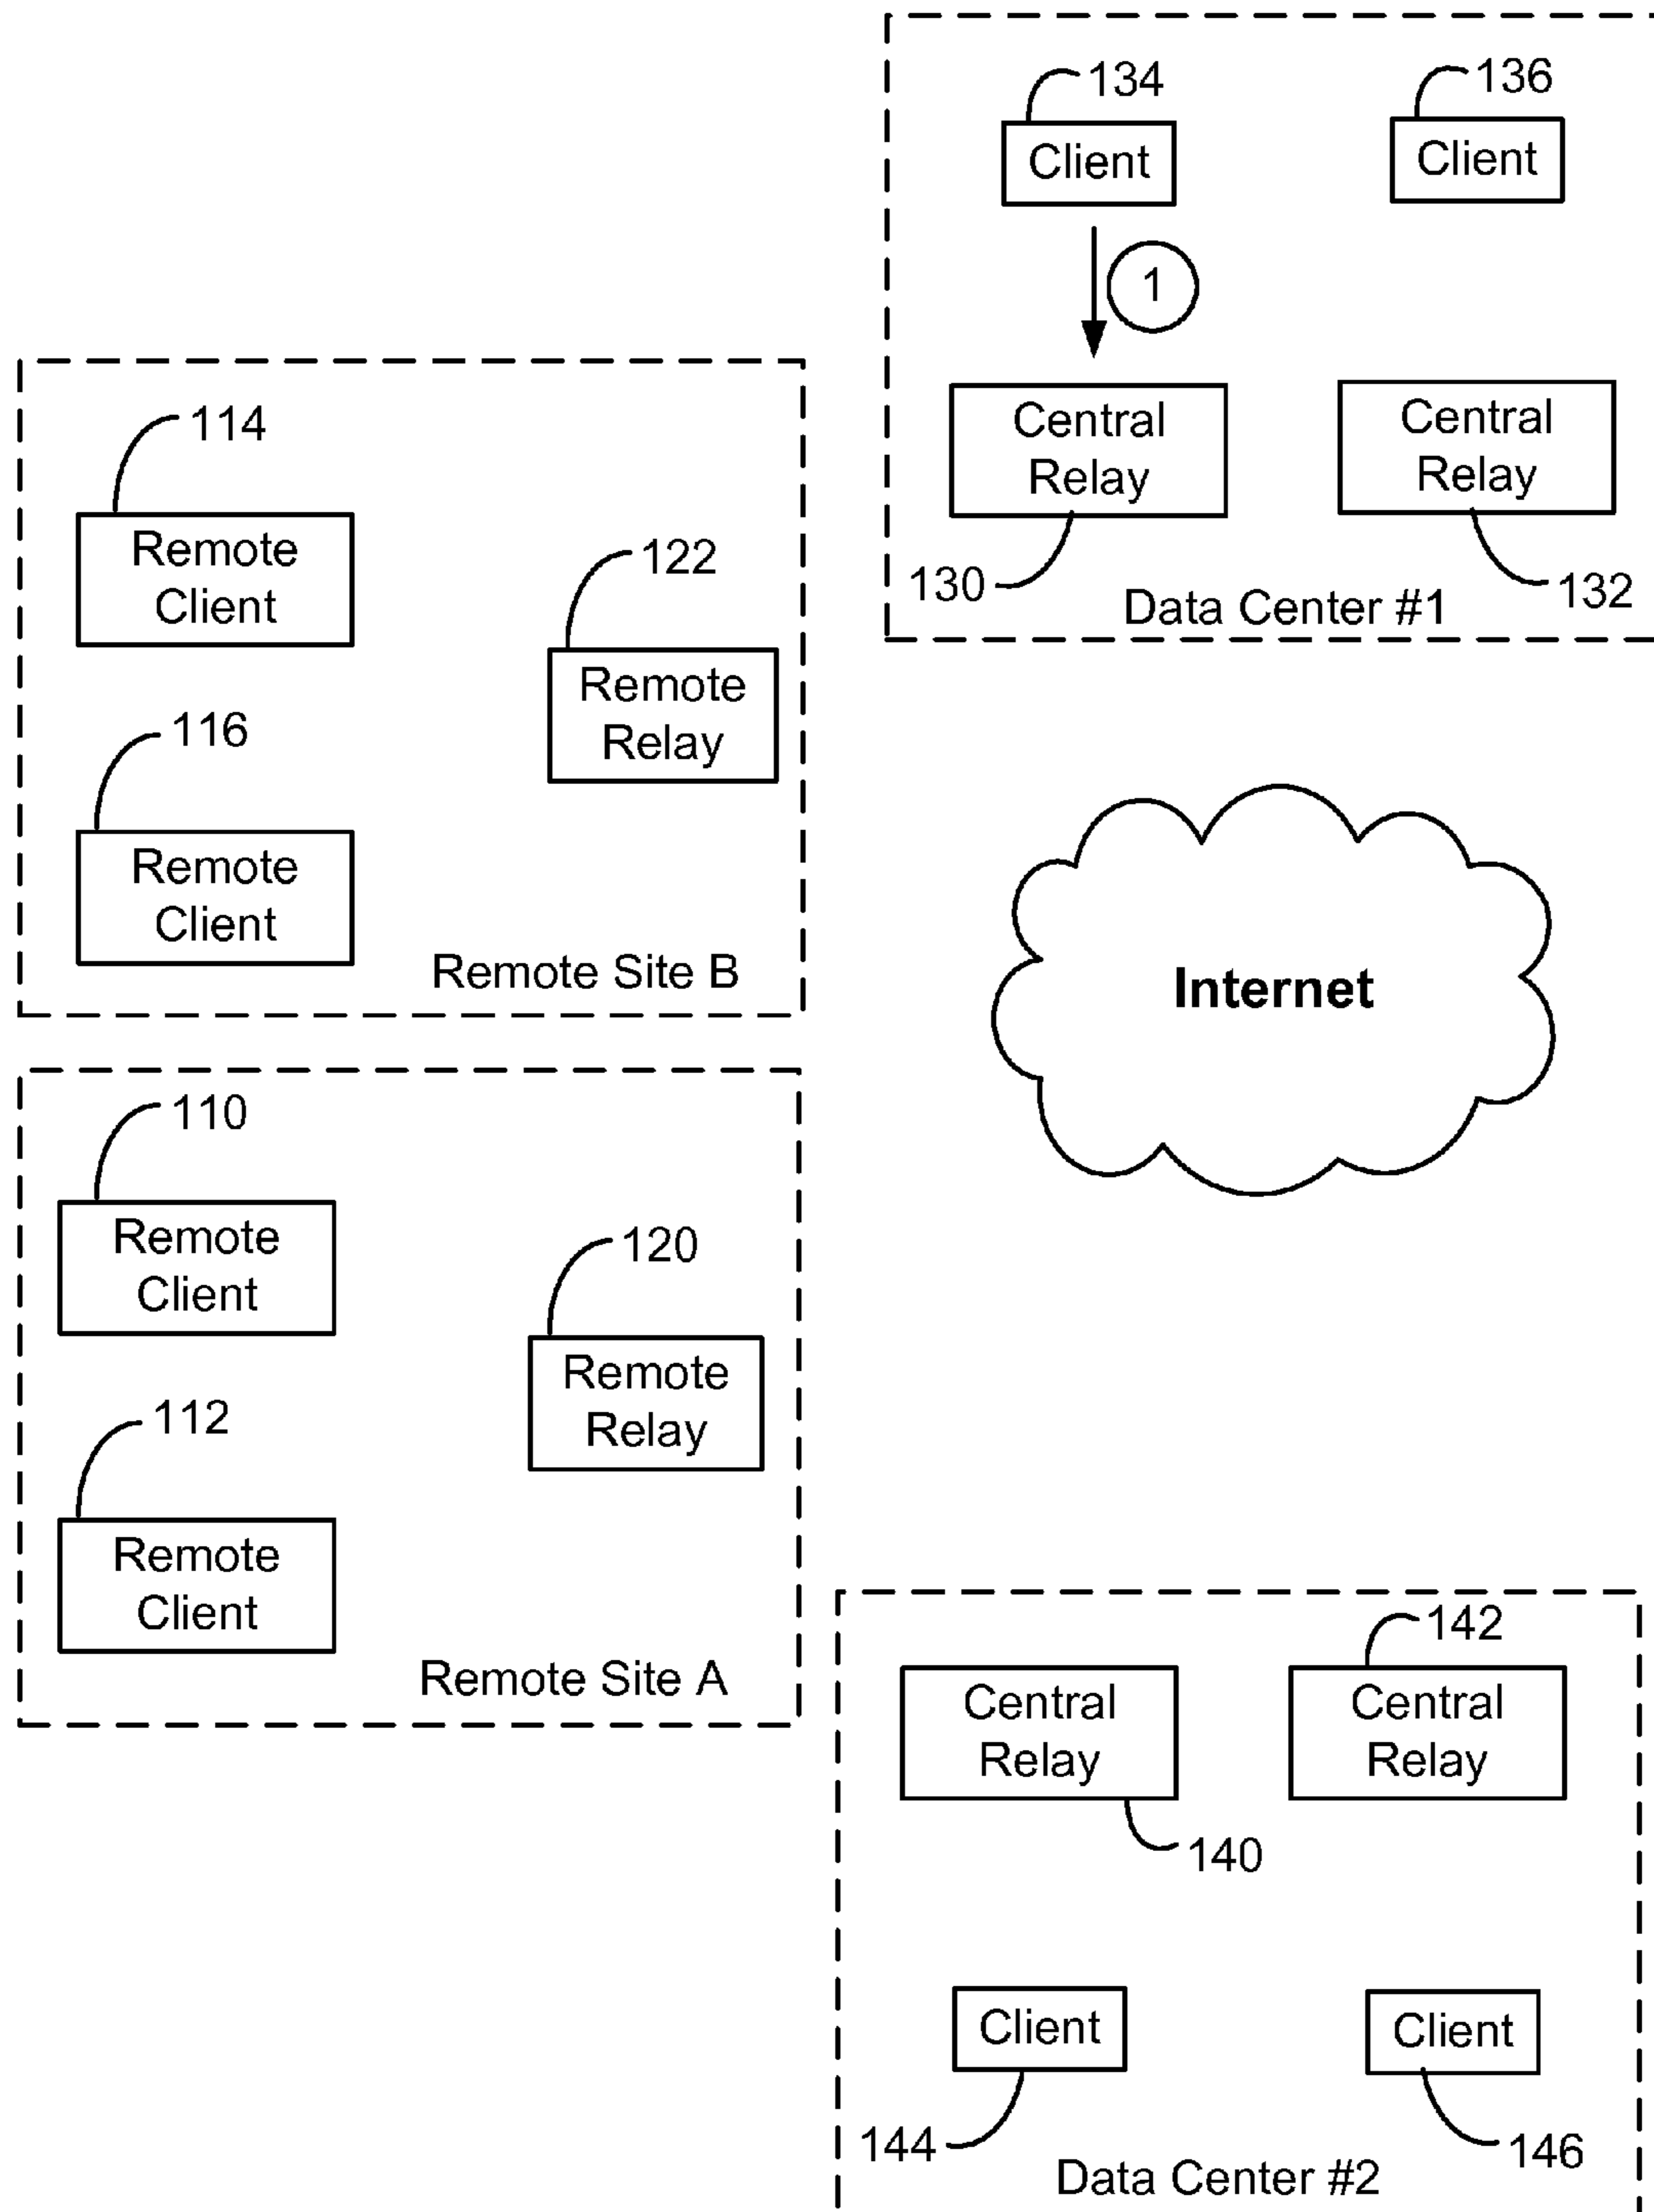 134
136
Client
Client
1
Central
Relay
Central
Relay
130
132
Data Center #1
114
Remote
Client
122
Remote
Relay
116
Remote
Client
Remote Site B
Internet
110
Remote
Client
120
Remote
Relay
112
Remote
Client
Remote Site A
142
Central
Relay
Central
Relay
140
Client
Client
144
146
Data Center #2